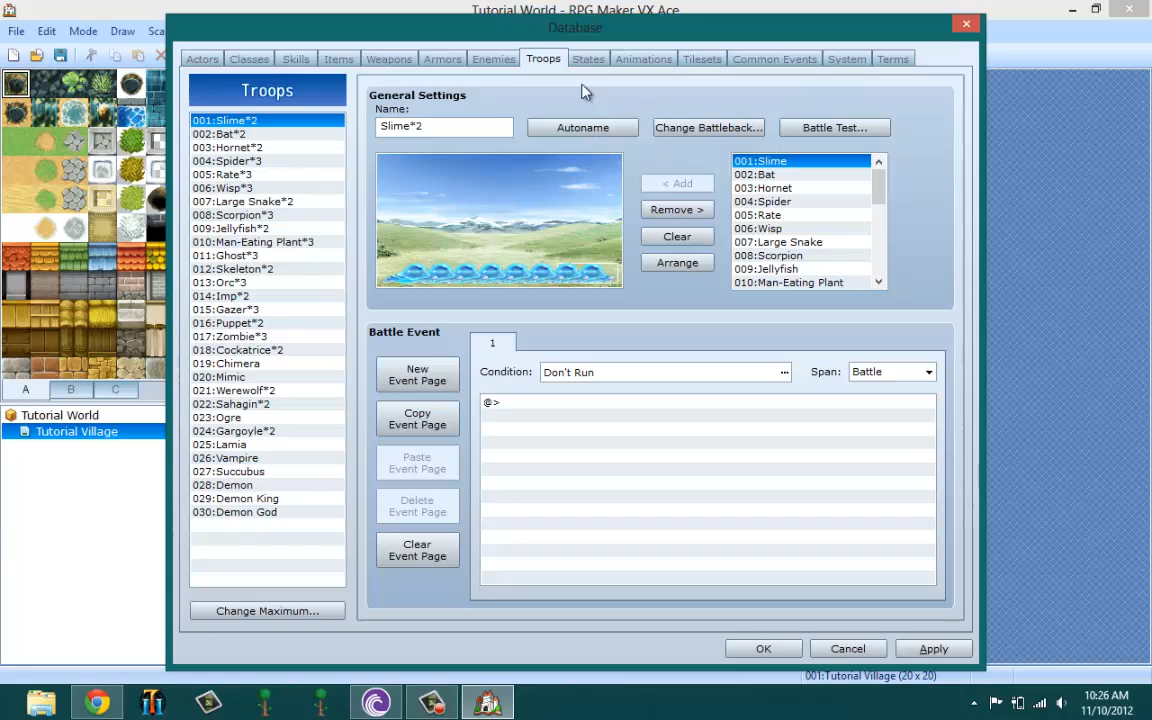 Tutorial World - RPG Maker VX Ace
Database
File Edit Mode Draw Sca
Actors Classes Skills Items Weapons Armors Enemies Troops States Animations Tilesets Common Events System Terms
Troops
001:Slime*2
002:Bat*2
003:Hornet*2
004:Spider*3
005:Rate*3
006:Wisp*3
007:Large Snake*2
008:Scorpion*3
009:Jellyfish*2
010:Man-Eating Plant*3
011:Ghost*3
012:Skeleton*2
013:Orc*3
014:Imp*2
015:Gazer*3
016:Puppet*2
017:Zombie*3
018:Cockatrice*2
019:Chimera
020:Mimic
021:Werewolf*2
022:Sahagin*2
023:Ogre
024:Gargoyle*2
025:Lamia
026:Vampire
027:Succubus
028:Demon
029:Demon King
030:Demon God
Change Maximum...
General Settings
Name:
Slime*2
Autoname
Change Battleback...
Battle Test...
< Add
Remove >
Clear
Arrange
001:Slime
002:Bat
003:Hornet
004:Spider
005:Rate
006:Wisp
007:Large Snake
008:Scorpion
009:Jellyfish
010:Man-Eating Plant
Battle Event
1
New
Event Page
Copy
Event Page
Paste
Event Page
Delete
Event Page
Clear
Event Page
Condition: Don't Run ...
Span: Battle
@>
OK Cancel Apply
A B C
Tutorial World
Tutorial Village
001:Tutorial Village (20 x 20)
10:26 AM
11/10/2012